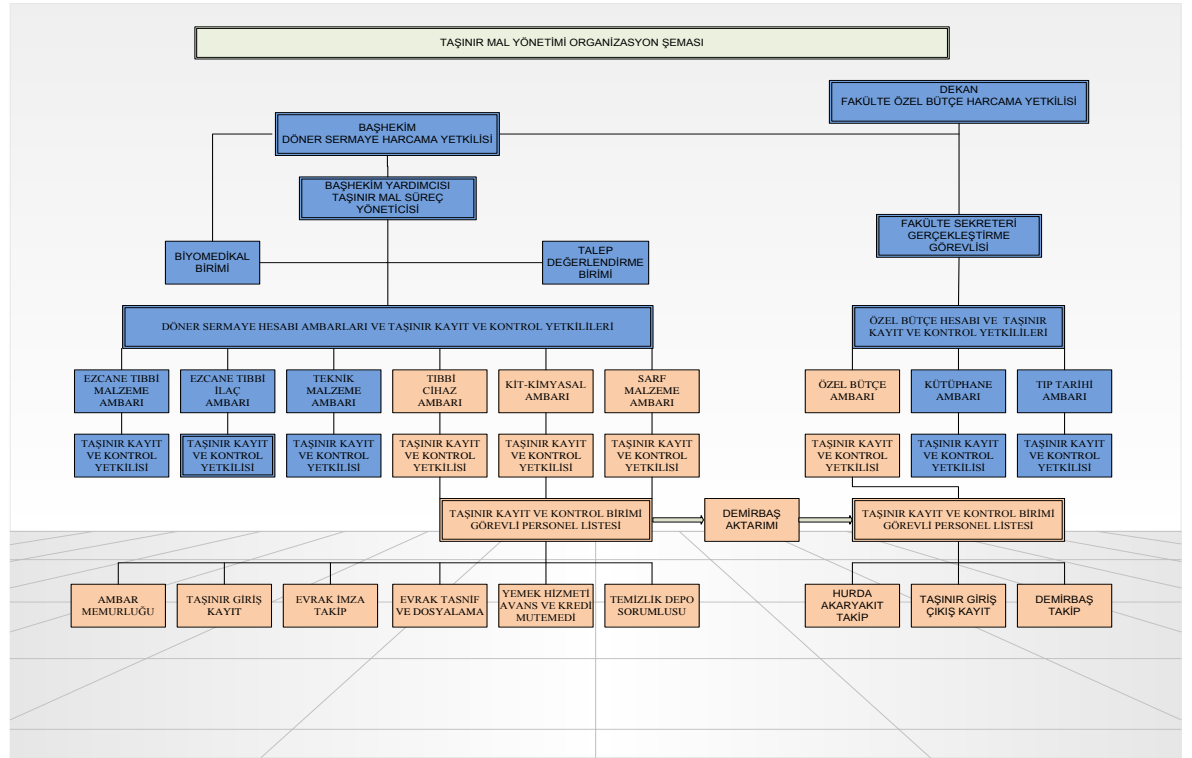 TAŞINIR MAL YÖNETİMİ ORGANİZASYON ŞEMASI
DEKAN
FAKÜLTE ÖZEL BÜTÇE HARCAMA YETKİLİSİ
BAŞHEKİM
DÖNER SERMAYE HARCAMA YETKİLİSİ
BAŞHEKİM YARDIMCISI
TAŞINIR MAL SÜREÇ
YÖNETİCİSİ
FAKÜLTE SEKRETERİ
GERÇEKLEŞTİRME
GÖREVLİSİ
BİYOMEDİKAL
BİRİMİ
TALEP
DEĞERLENDİRME
BİRİMİ
DÖNER SERMAYE HESABI AMBARLARI VE TAŞINIR KAYIT VE KONTROL YETKİLİLERİ
ÖZEL BÜTÇE HESABI VE TAŞINIR
KAYIT VE KONTROL YETKİLİLERİ
EZCANE TIBBİ
MALZEME
AMBARI
EZCANE TIBBİ
İLAÇ
AMBARI
TEKNİK
MALZEME
AMBARI
TIBBİ
CİHAZ
AMBARI
KİT-KİMYASAL
AMBARI
SARF
MALZEME
AMBARI
ÖZEL BÜTÇE
AMBARI
KÜTÜPHANE
AMBARI
TIP TARİHİ
AMBARI
TAŞINIR KAYIT
VE KONTROL
YETKİLİSİ
TAŞINIR KAYIT
VE KONTROL
YETKİLİSİ
TAŞINIR KAYIT
VE KONTROL
YETKİLİSİ
TAŞINIR KAYIT
VE KONTROL
YETKİLİSİ
TAŞINIR KAYIT
VE KONTROL
YETKİLİSİ
TAŞINIR KAYIT
VE KONTROL
YETKİLİSİ
TAŞINIR KAYIT
VE KONTROL
YETKİLİSİ
TAŞINIR KAYIT
VE KONTROL
YETKİLİSİ
TAŞINIR KAYIT
VE KONTROL
YETKİLİSİ
TAŞINIR KAYIT VE KONTROL BİRİMİ
GÖREVLİ PERSONEL LİSTESİ
DEMİRBAŞ
AKTARIMI
TAŞINIR KAYIT VE KONTROL BİRİMİ
GÖREVLİ PERSONEL LİSTESİ
AMBAR
MEMURLUĞU
TAŞINIR GİRİŞ
KAYIT
EVRAK İMZA
TAKİP
EVRAK TASNİF
VE DOSYALAMA
YEMEK HİZMETİ
AVANS VE KREDİ
MUTEMEDİ
TEMİZLİK DEPO
SORUMLUSU
HURDA
AKARYAKIT
TAKİP
TAŞINIR GİRİŞ
ÇIKIŞ KAYIT
DEMİRBAŞ
TAKİP